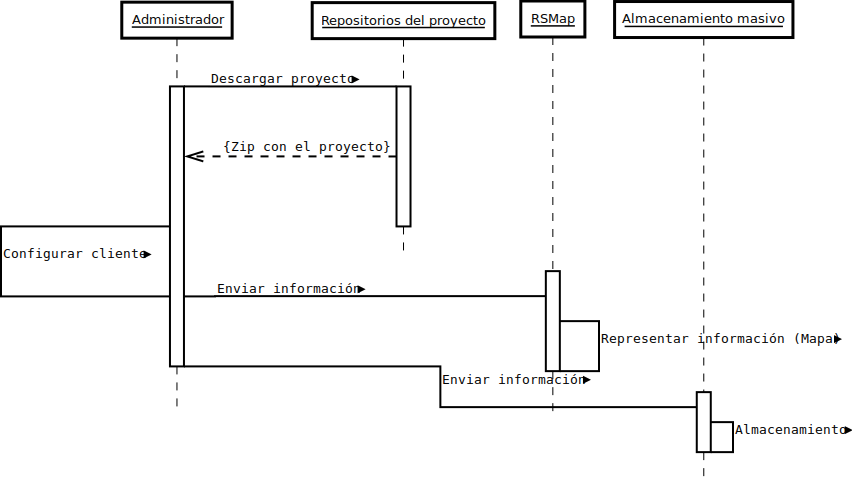 Administrador
Repositorios del proyecto
RSMap
Almacenamiento masivo
Descargar proyecto
{Zip con el proyecto}
Configurar cliente
Enviar información
Representar información (Mapa)
Enviar información
Almacenamiento